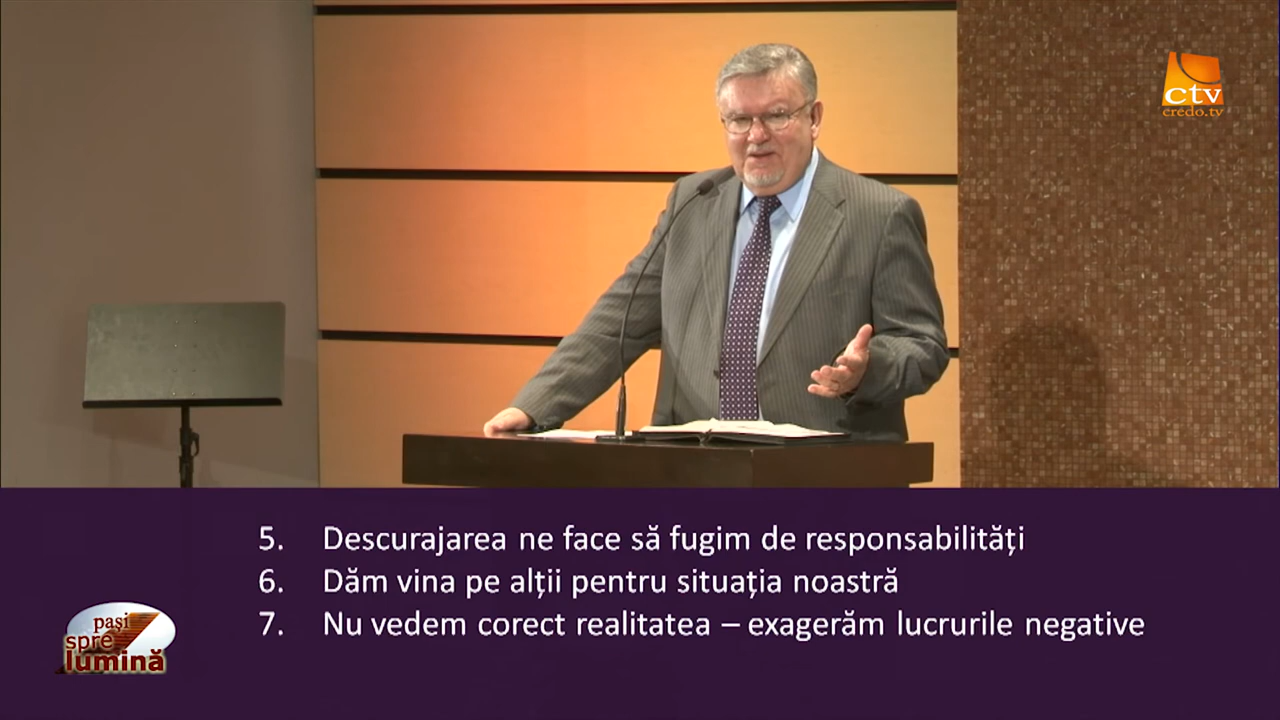 ctv
credo.tv
5. Descurajarea ne face să fugim de responsabilități
6. Dăm vina pe alții pentru situația noastră
7. Nu vedem corect realitatea – exagerăm lucrurile negative
pași
spre
lumină